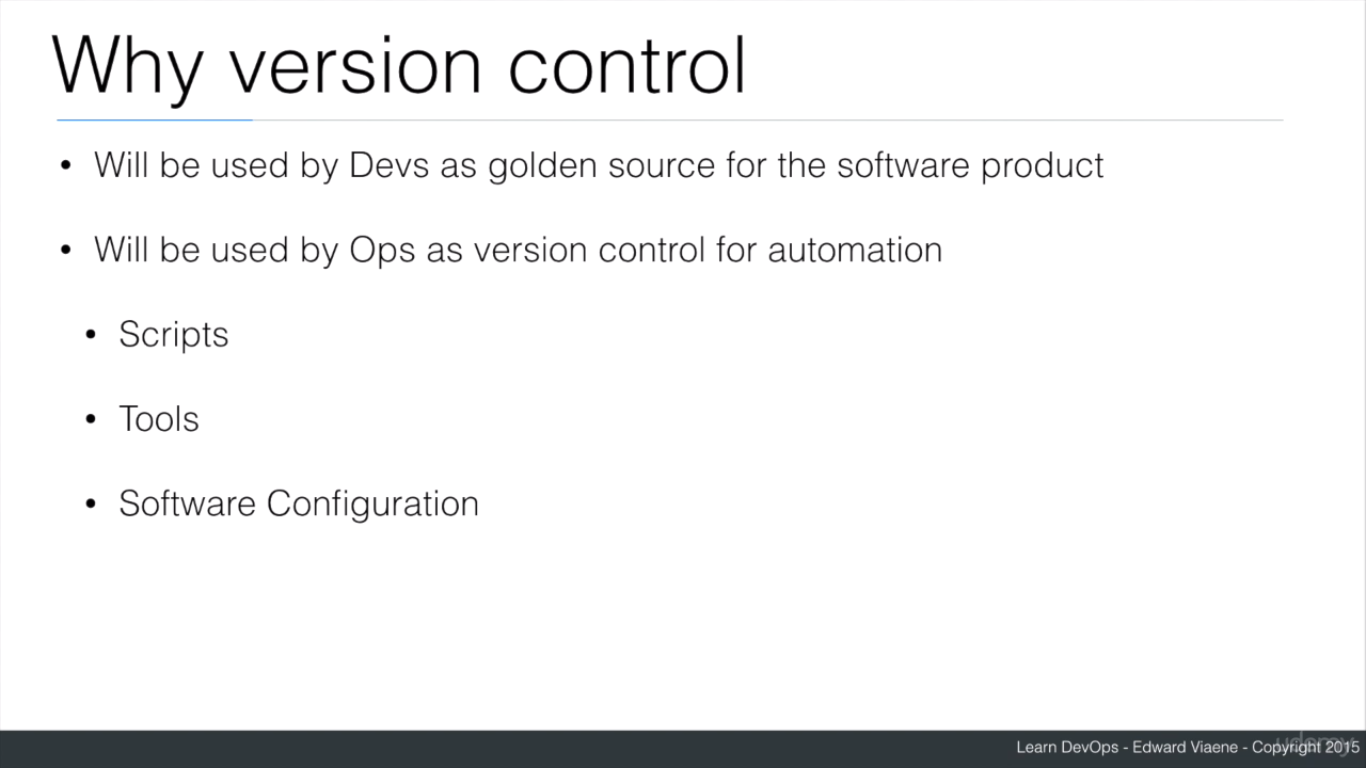 Why version control
• Will be used by Devs as golden source for the software product
• Will be used by Ops as version control for automation
• Scripts
• Tools
• Software Configuration
Learn DevOps - Edward Viaene - Copyright 2015
udemy